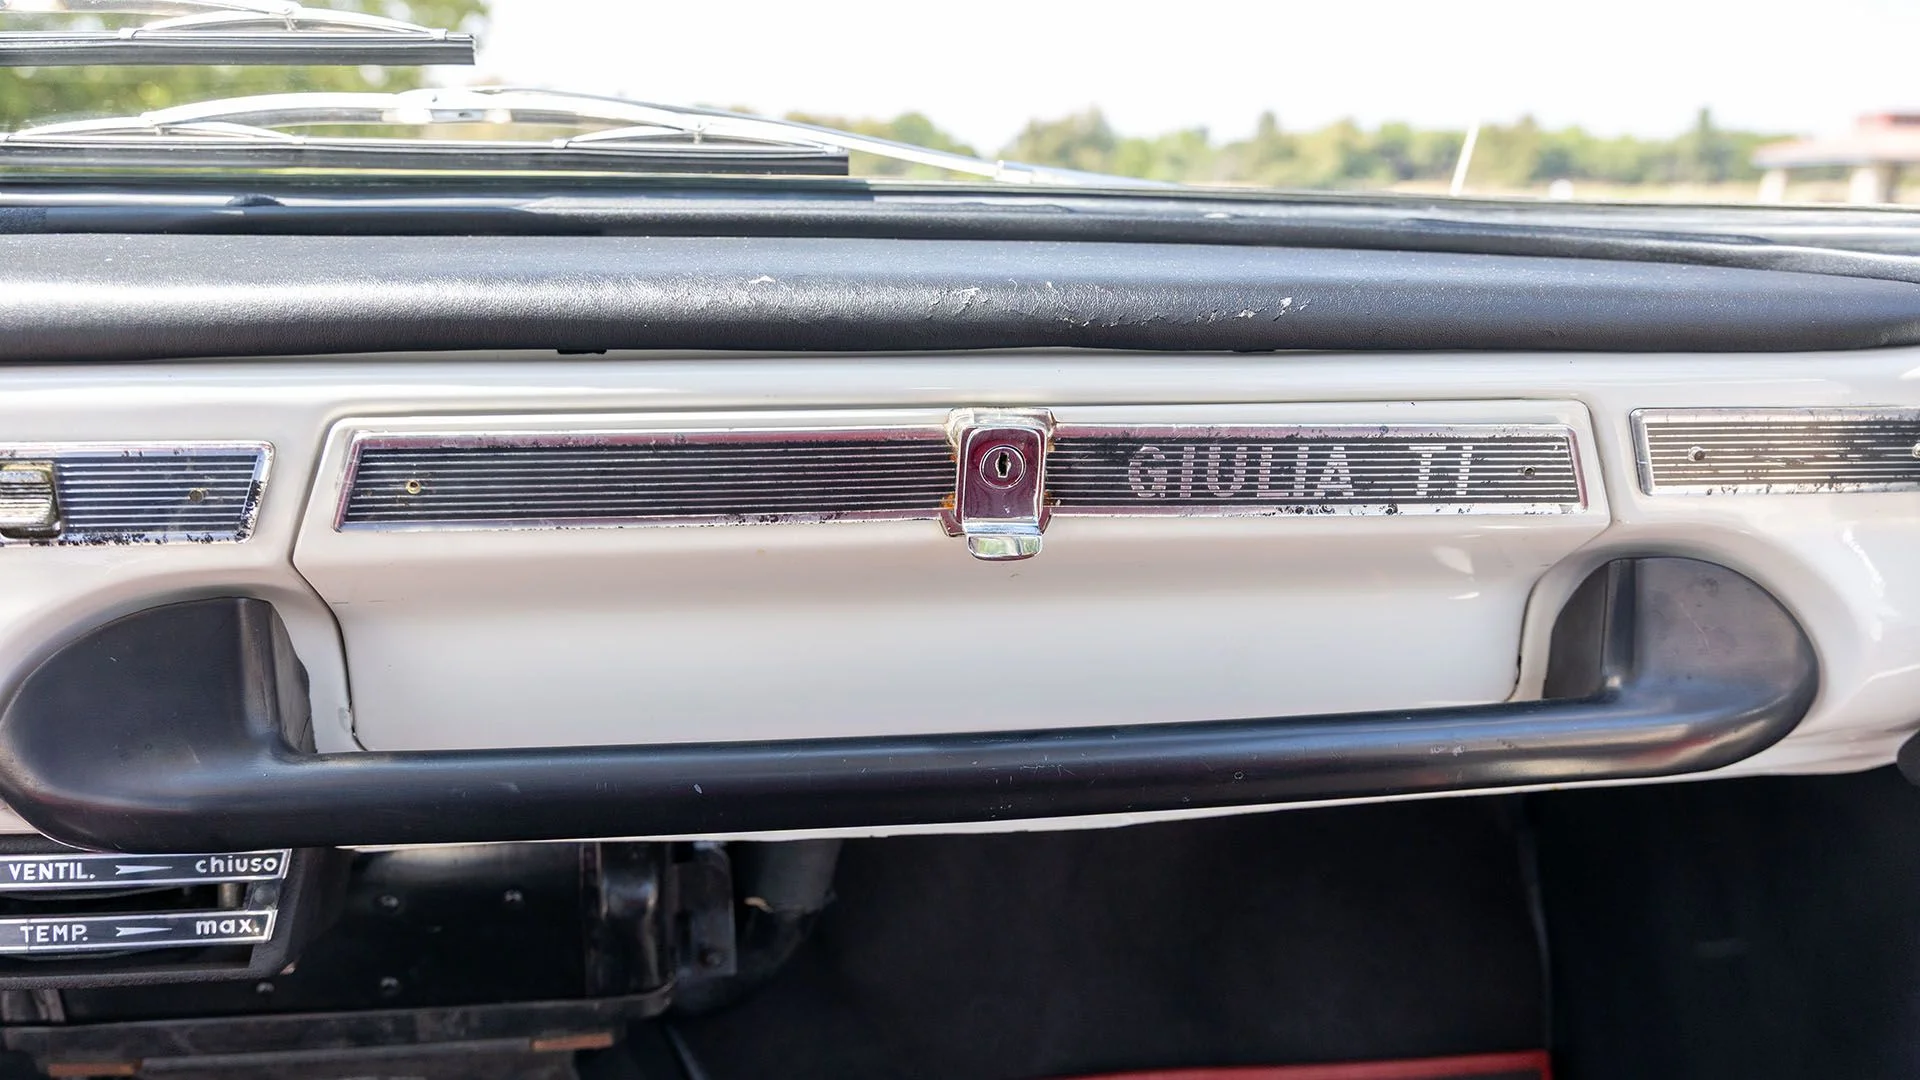 GIULIA TI
VENTIL. chiuso
TEMP. max.